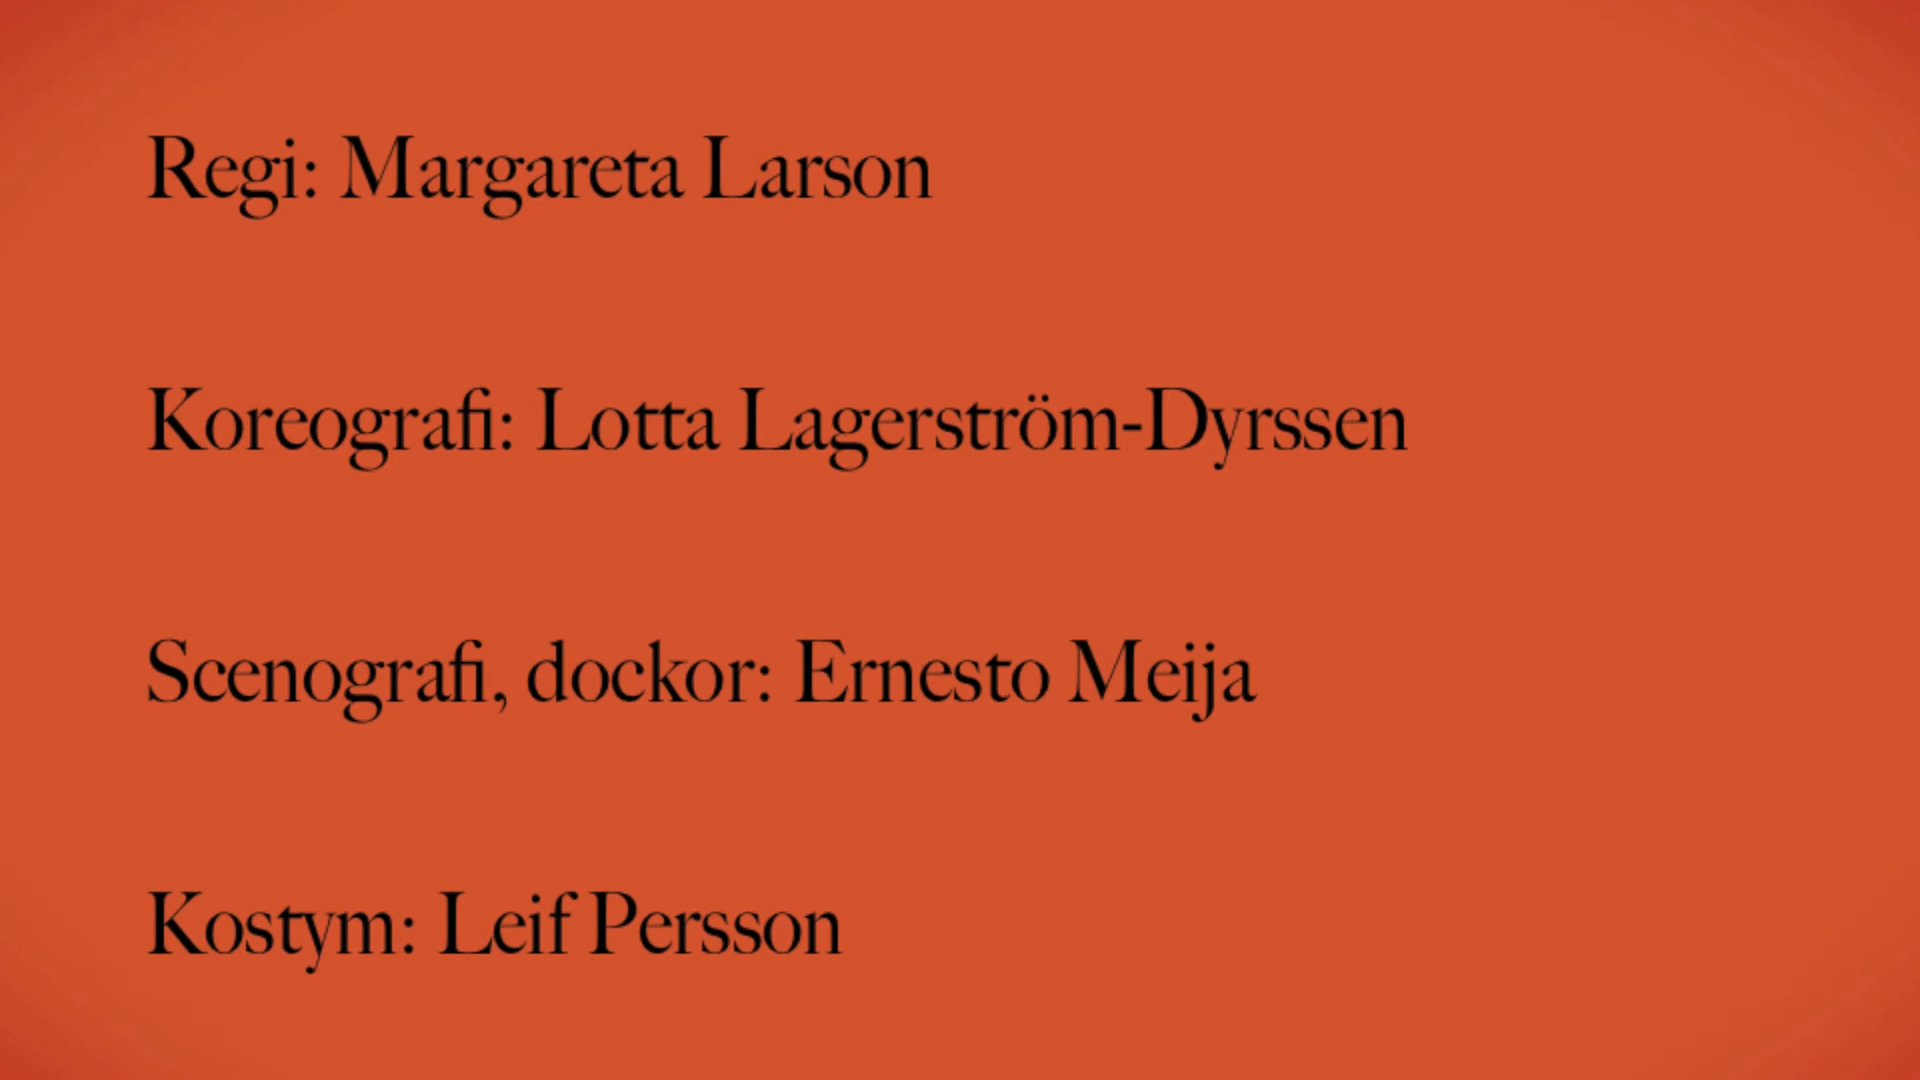 Regi: Margareta Larson
Koreografi: Lotta Lagerström-Dyrssen
Scenografi, dockor: Ernesto Meija
Kostym: Leif Persson